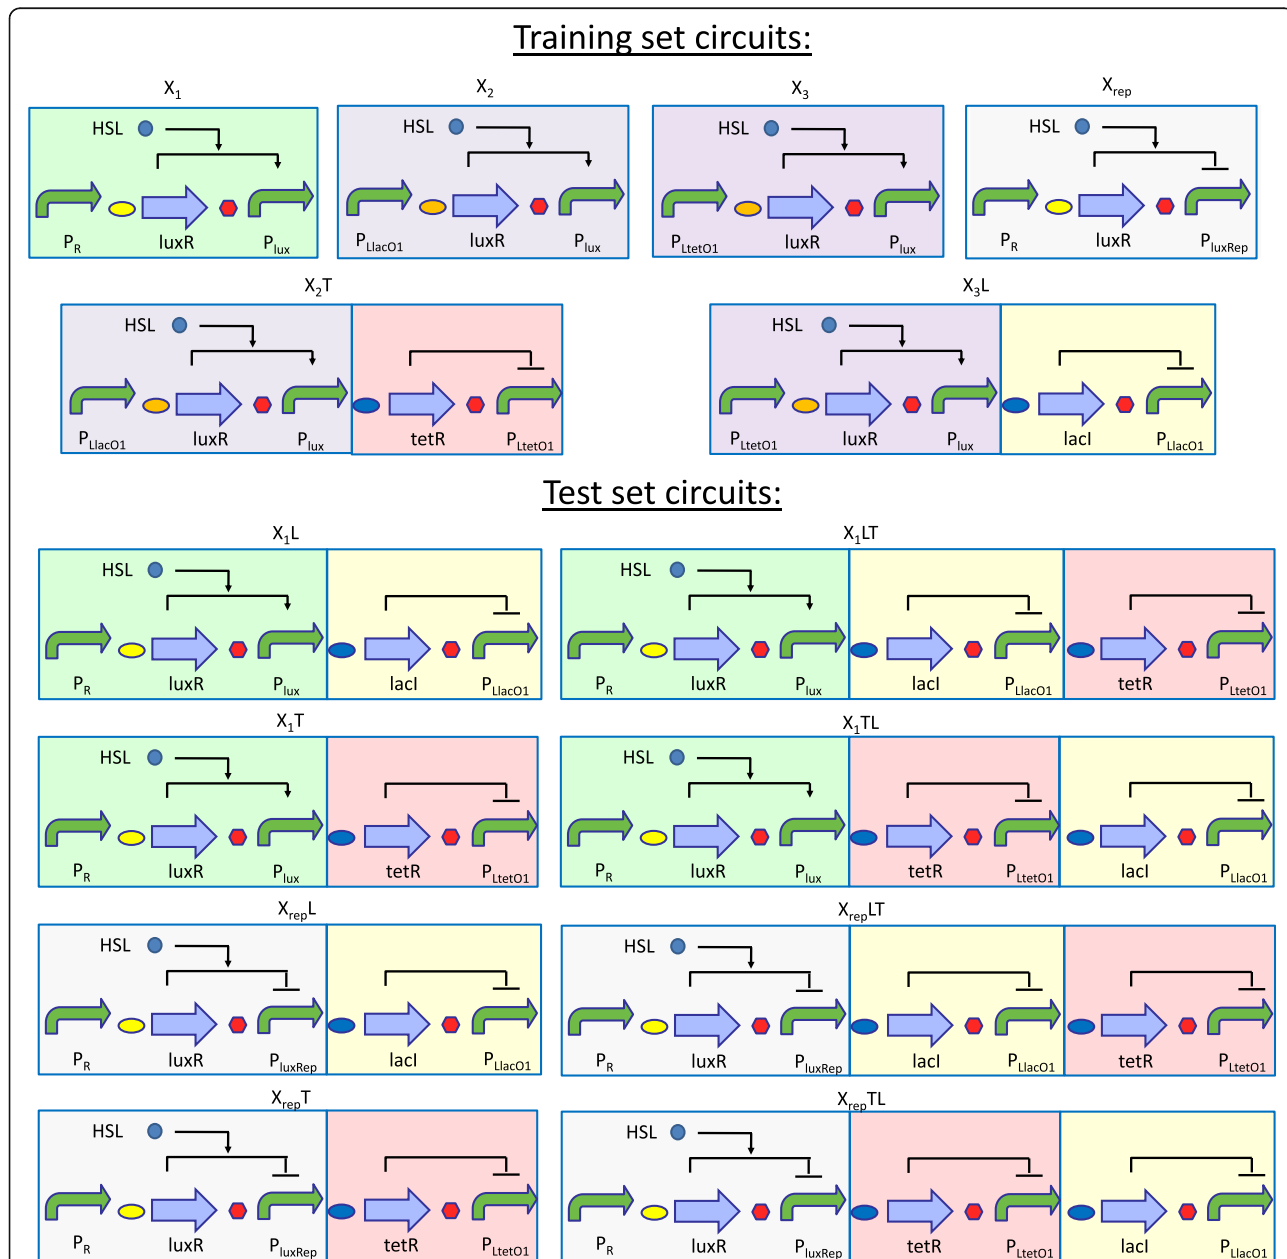 Training set circuits:
X1 X2 X3 Xrep
HSL HSL HSL HSL
PR luxR Plux PLlacO1 luxR Plux PLtetO1 luxR Plux PR luxR PluxRep
X2T X3L
HSL HSL
PLlacO1 luxR Plux tetR PLtetO1 PLtetO1 luxR Plux lacI PLlacO1
Test set circuits:
X1L X1LT
HSL HSL
PR luxR Plux lacI PLlacO1 PR luxR Plux lacI PLlacO1 tetR PLtetO1
X1T X1TL
HSL HSL
PR luxR Plux tetR PLtetO1 PR luxR Plux tetR PLtetO1 lacI PLlacO1
XrepL XrepLT
HSL HSL
PR luxR PluxRep lacI PLlacO1 PR luxR PluxRep lacI PLlacO1 tetR PLtetO1
XrepT XrepTL
HSL HSL
PR luxR PluxRep tetR PLtetO1 PR luxR PluxRep tetR PLtetO1 lacI PLlacO1